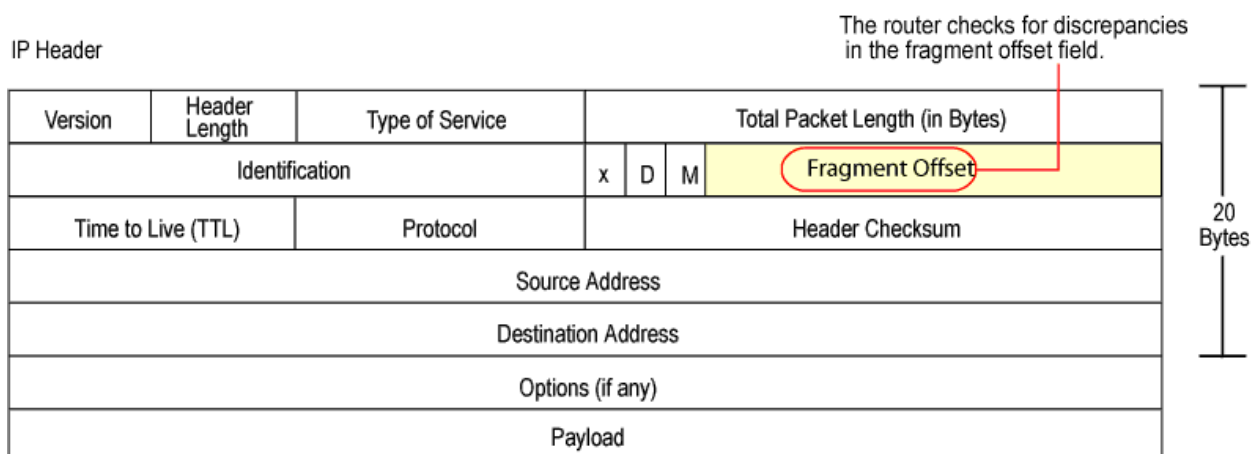 The router checks for discrepancies
in the fragment offset field.
IP Header
Version
Header
Length
Type of Service
Total Packet Length (in Bytes)
Identification
x
D
M
Fragment Offset
Time to Live (TTL)
Protocol
Header Checksum
20
Bytes
Source Address
Destination Address
Options (if any)
Payload